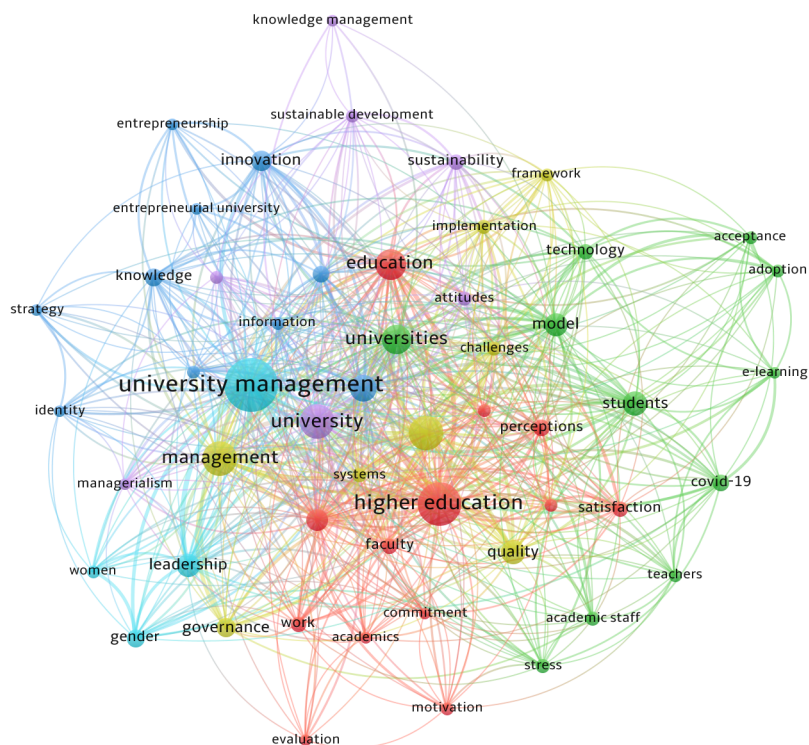 knowledge management
sustainable development
entrepreneurship
innovation
sustainability
framework
entrepreneurial university
implementation
acceptance
technology
education
adoption
knowledge
attitudes
strategy
information
model
universities
challenges
e-learning
university management
students
identity
university
perceptions
management
systems
covid-19
managerialism
higher education
satisfaction
faculty
quality
leadership
women
teachers
commitment
academic staff
work
governance
gender
academics
stress
motivation
evaluation